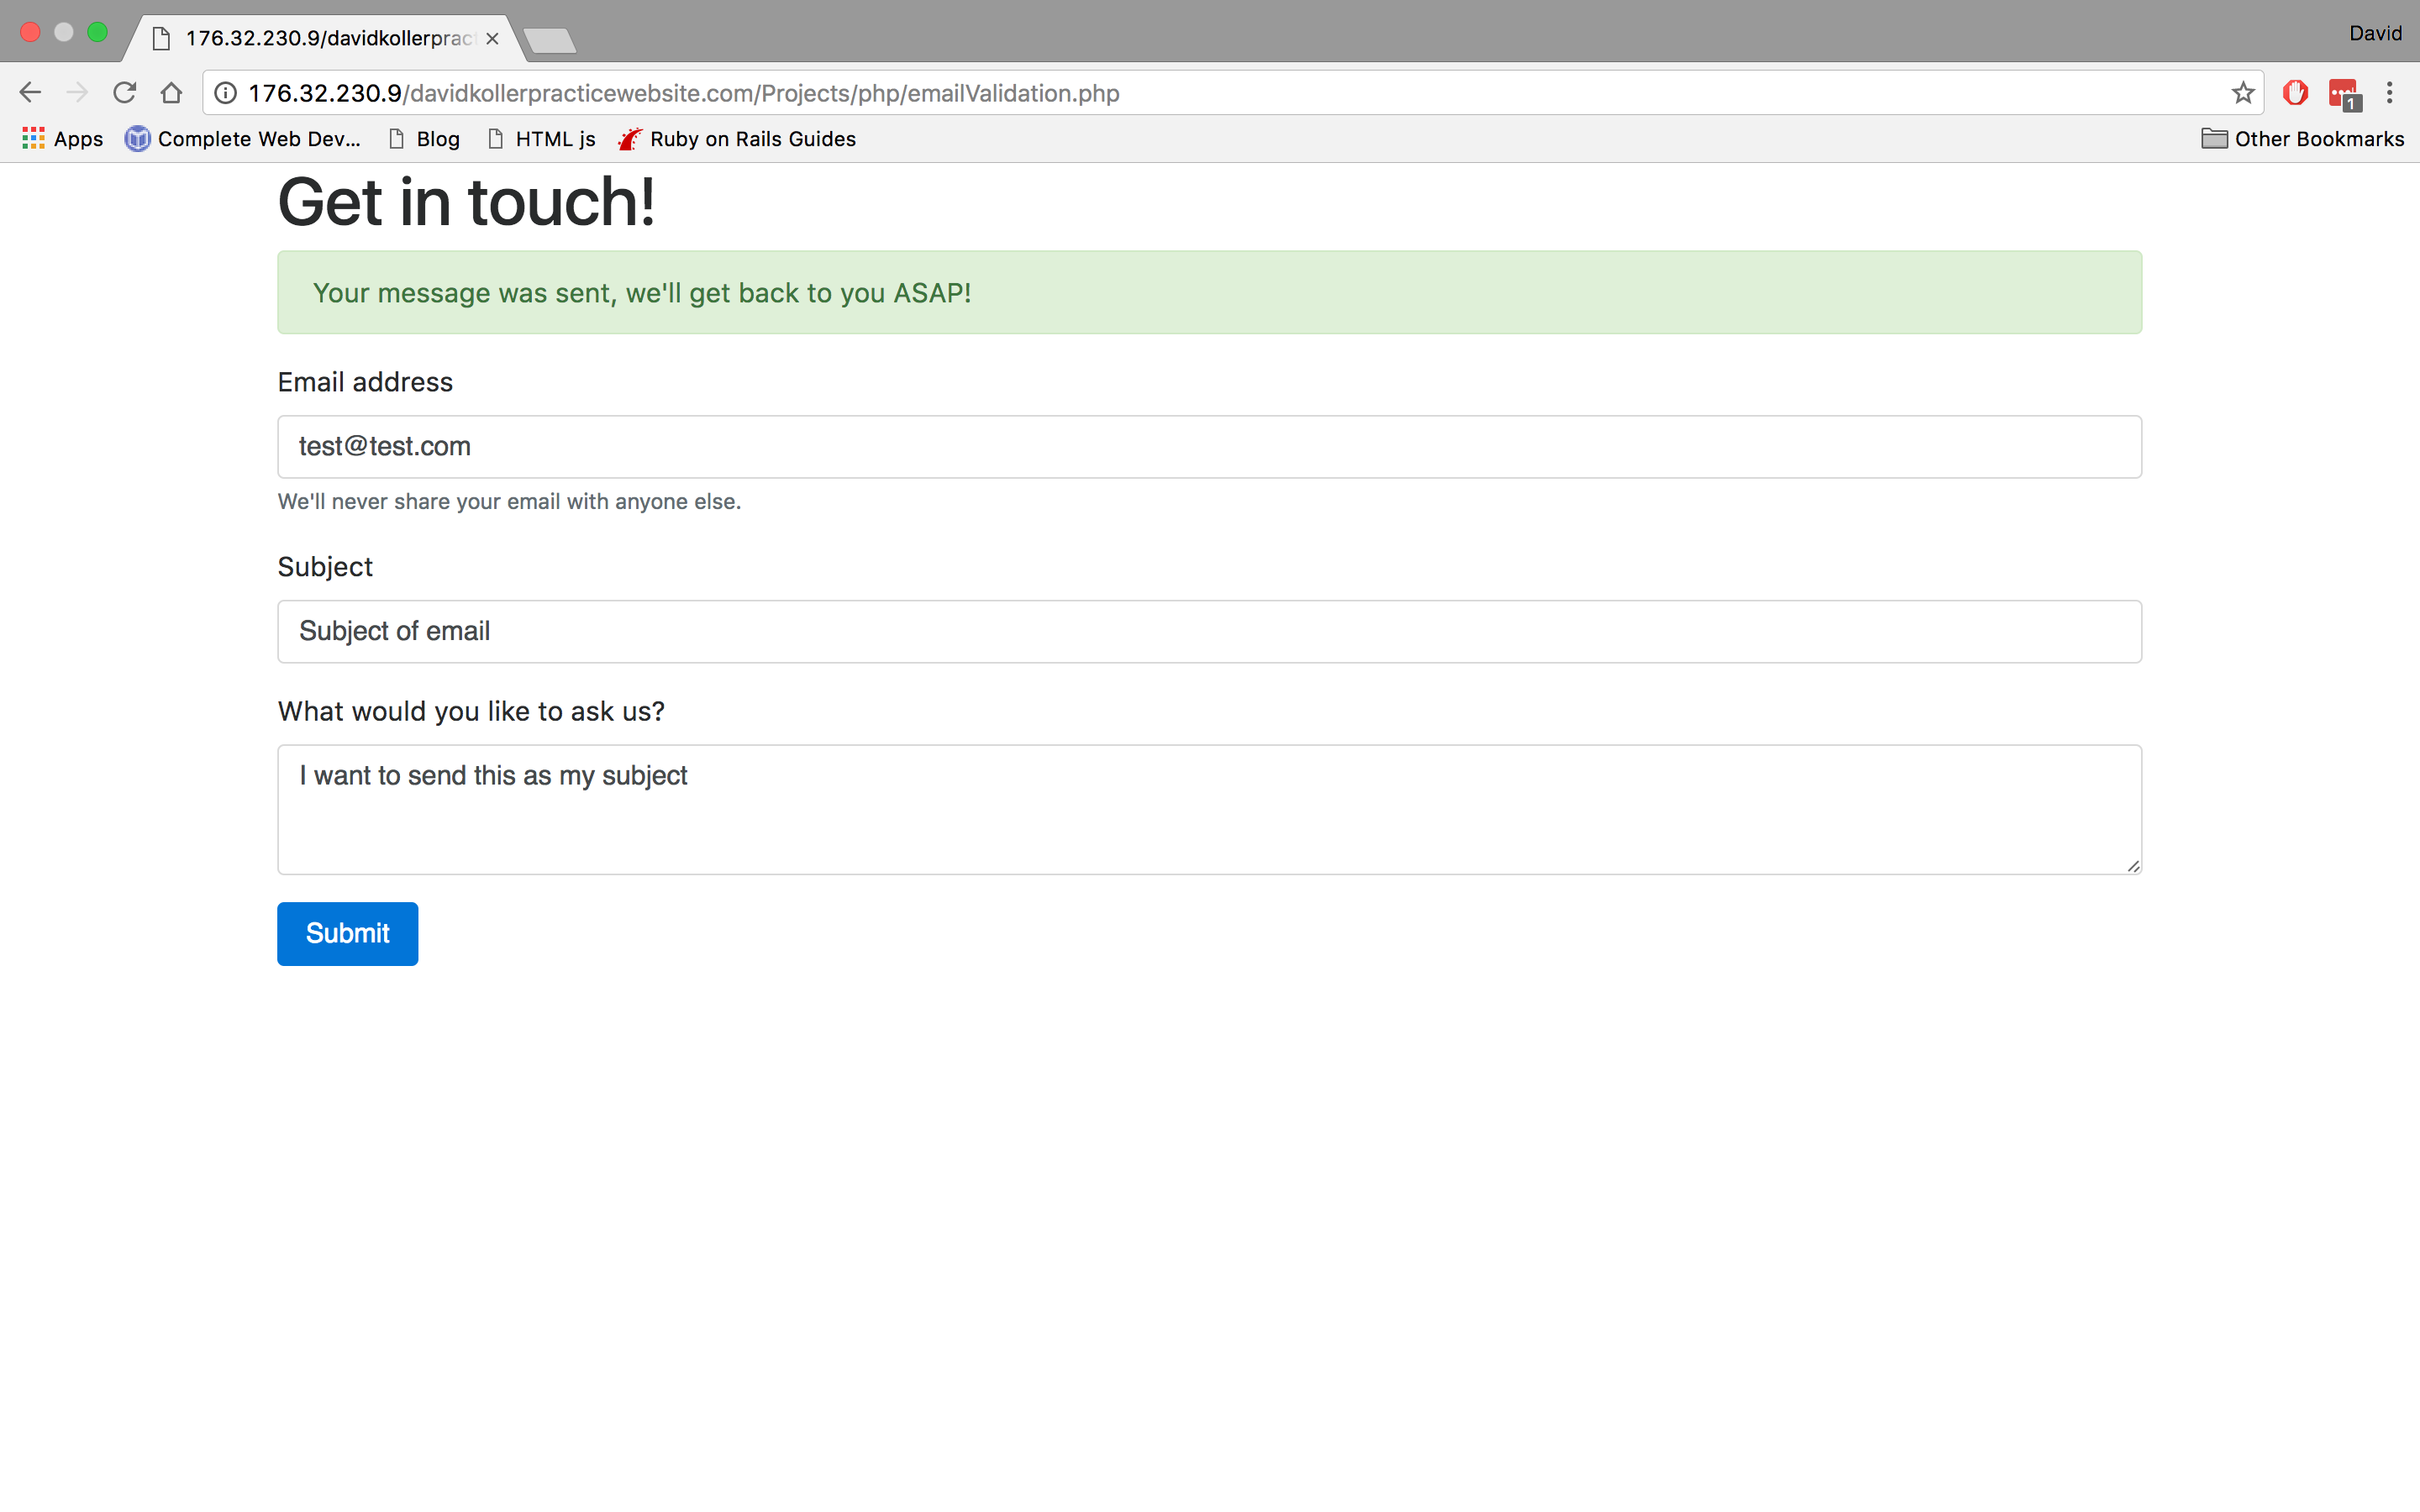 176.32.230.9/davidkollerprac
David
176.32.230.9/davidkollerpracticewebsite.com/Projects/php/emailValidation.php
1
Apps Complete Web Dev... Blog HTML js Ruby on Rails Guides Other Bookmarks
Get in touch!
Your message was sent, we'll get back to you ASAP!
Email address
test@test.com
We'll never share your email with anyone else.
Subject
Subject of email
What would you like to ask us?
I want to send this as my subject
Submit